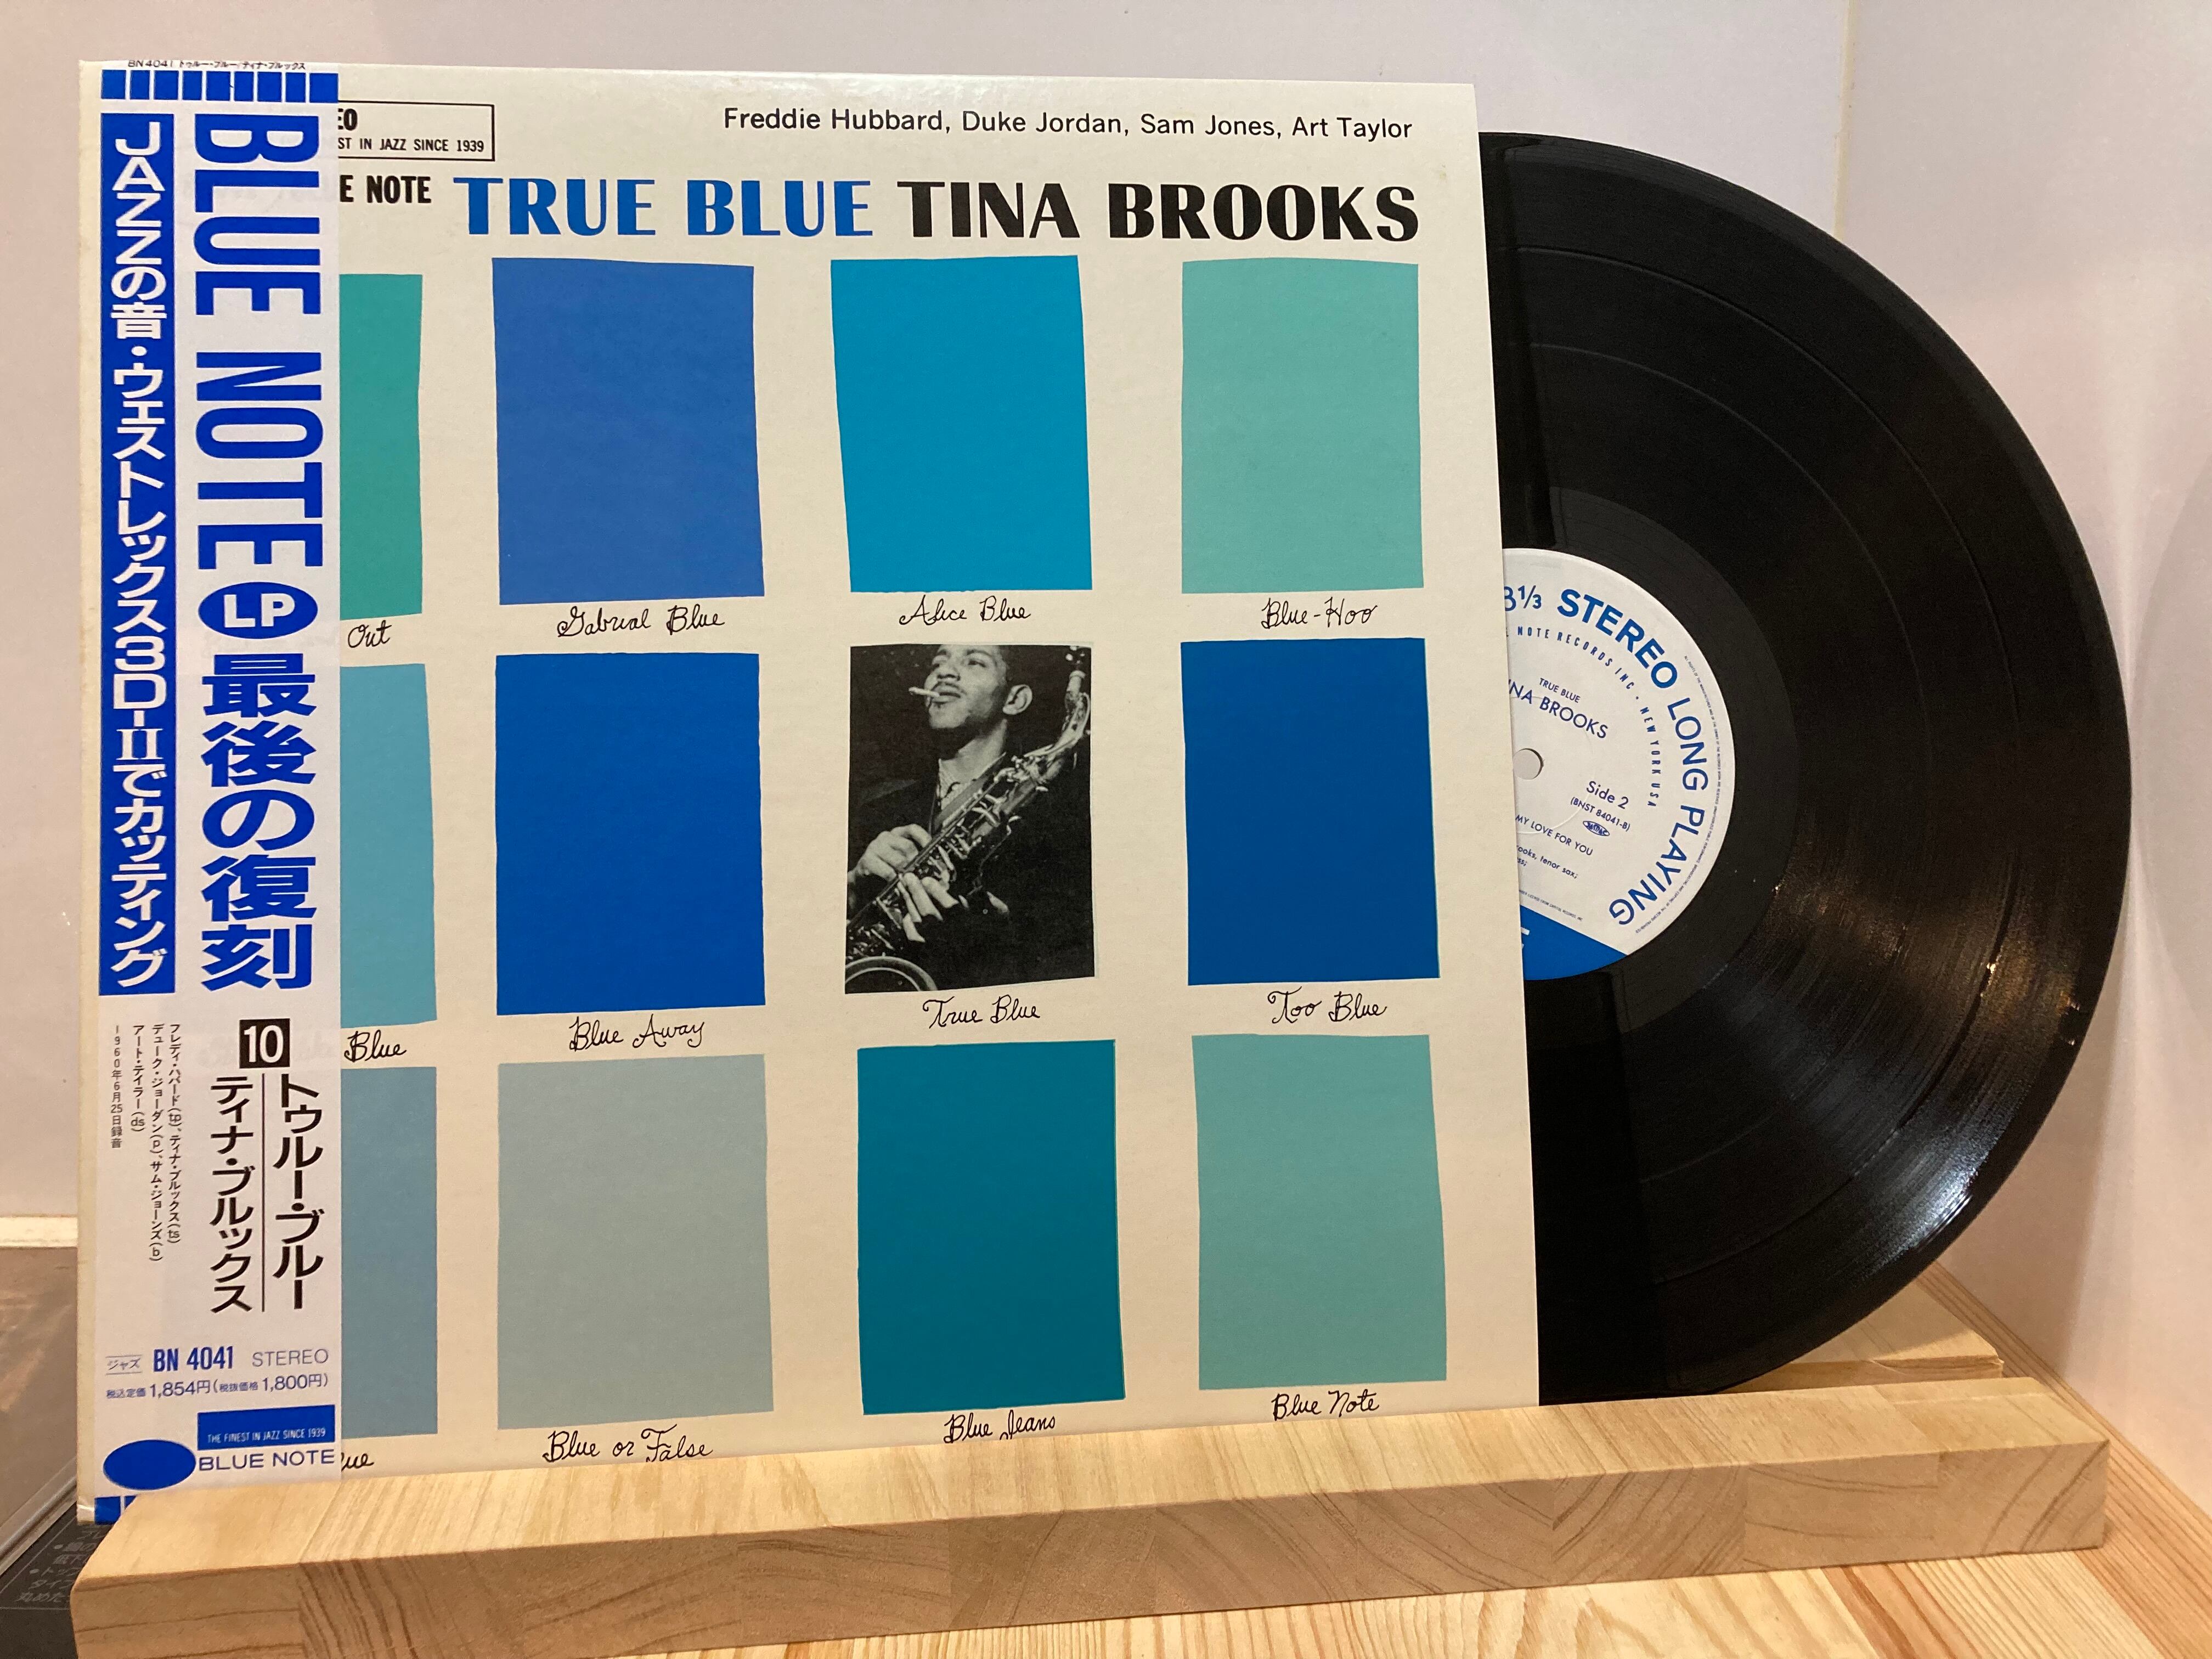 BN 4041 トゥルー・ブルー/ティナ・ブルックス
BLUE NOTE LP 最後の復刻
JAZZの音・ウェストレックス3D-IIでカッティング
10
トゥルー・ブルー
ティナ・ブルックス
フレディ・ハバード(tp)、ティナ・ブルックス(ts)
デューク・ジョーダン(p)、サム・ジョーンズ(b)
アート・テイラー(ds)
1960年6月25日録音
ジャズ BN 4041 STEREO
税込定価1,854円(税抜価格1,800円)
THE FINEST IN JAZZ SINCE 1939
BLUE NOTE
EO
ST IN JAZZ SINCE 1939
Freddie Hubbard, Duke Jordan, Sam Jones, Art Taylor
E NOTE TRUE BLUE TINA BROOKS
Out
Gabrial Blue
Alice Blue
Blue-Hoo
Blue
Blue Away
True Blue
Too Blue
ue
Blue or False
Blue Jeans
Blue Note
3 1/3 STEREO LONG PLAYING
NOTE RECORDS INC • NEW YORK USA
TRUE BLUE
INA BROOKS
Side 2
(BNST 84041-B)
MY LOVE FOR YOU
ooks, tenor sax;